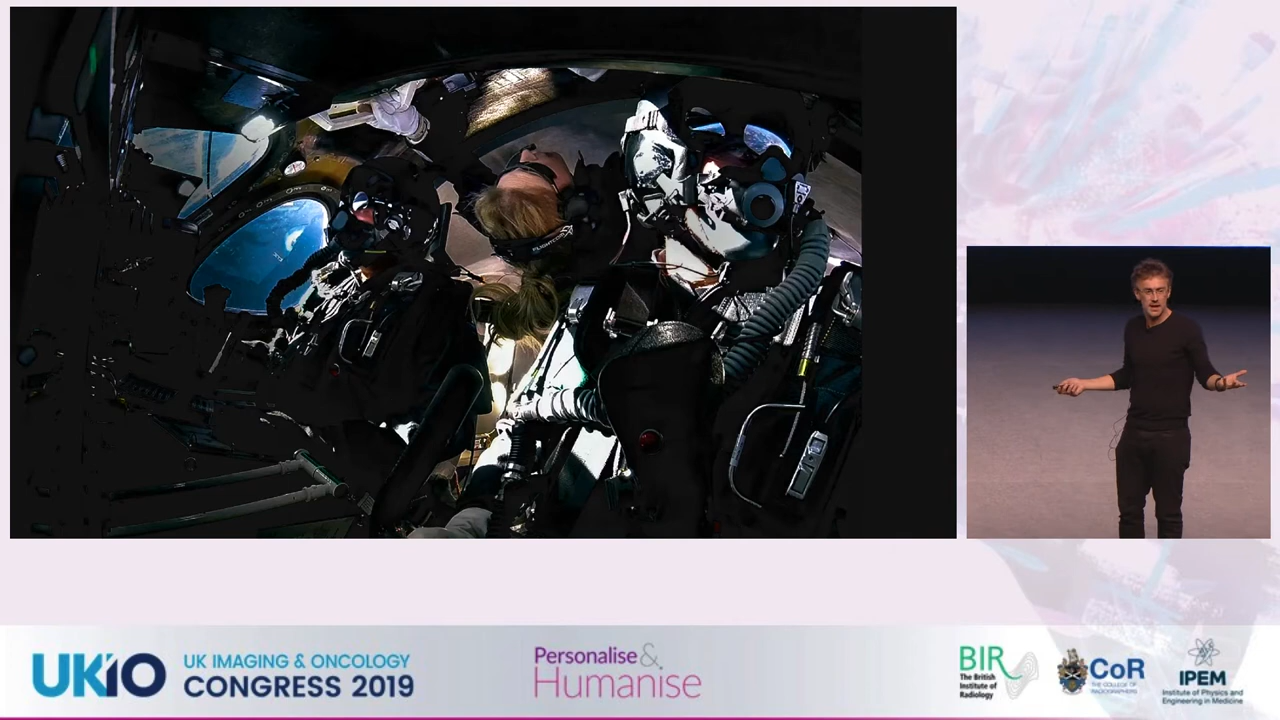 FLIGHTCOM
UKIO
UK IMAGING & ONCOLOGY
CONGRESS 2019
Personalise &
Humanise
BIR
The British
Institute of
Radiology
CoR
THE COLLEGE OF
RADIOGRAPHERS
IPEM
Institute of Physics and
Engineering in Medicine